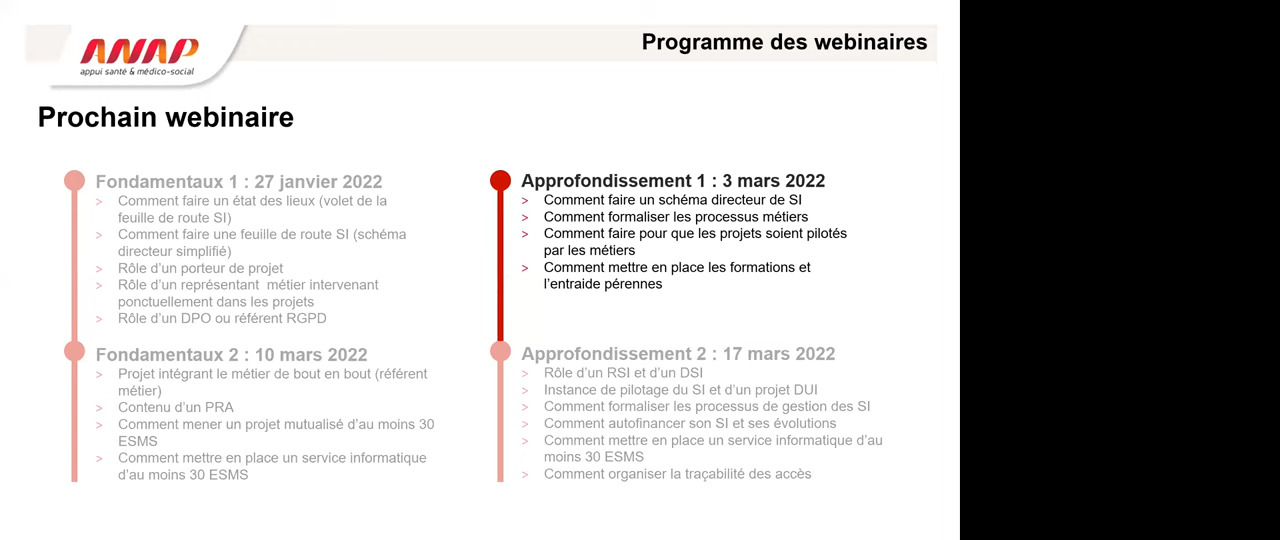 ANAP
appui santé & médico-social
Programme des webinaires
Prochain webinaire
Fondamentaux 1 : 27 janvier 2022
> Comment faire un état des lieux (volet de la
feuille de route SI)
> Comment faire une feuille de route SI (schéma
directeur simplifié)
> Rôle d’un porteur de projet
> Rôle d’un représentant  métier intervenant
ponctuellement dans les projets
> Rôle d’un DPO ou référent RGPD
Fondamentaux 2 : 10 mars 2022
> Projet intégrant le métier de bout en bout (référent
métier)
> Contenu d’un PRA
> Comment mener un projet mutualisé d’au moins 30
ESMS
> Comment mettre en place un service informatique
d’au moins 30 ESMS
Approfondissement 1 : 3 mars 2022
> Comment faire un schéma directeur de SI
> Comment formaliser les processus métiers
> Comment faire pour que les projets soient pilotés
par les métiers
> Comment mettre en place les formations et
l’entraide pérennes
Approfondissement 2 : 17 mars 2022
> Rôle d’un RSI et d’un DSI
> Instance de pilotage du SI et d’un projet DUI
> Comment formaliser les processus de gestion des SI
> Comment autofinancer son SI et ses évolutions
> Comment mettre en place un service informatique d’au
moins 30 ESMS
> Comment organiser la traçabilité des accès